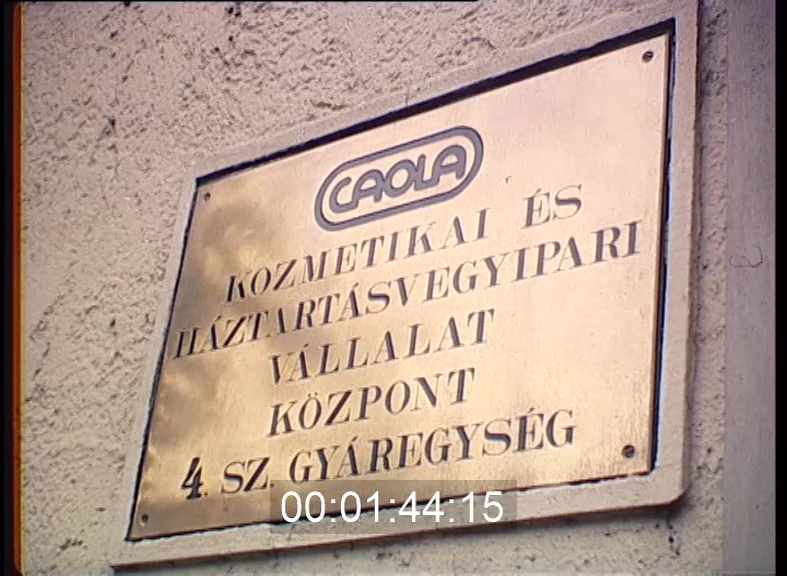 CAOLA
KOZMETIKAI ÉS
HÁZTARTÁSVEGYIPARI
VÁLLALAT
KÖZPONT
4. SZ. GYÁREGYSÉG
00:01:44:15